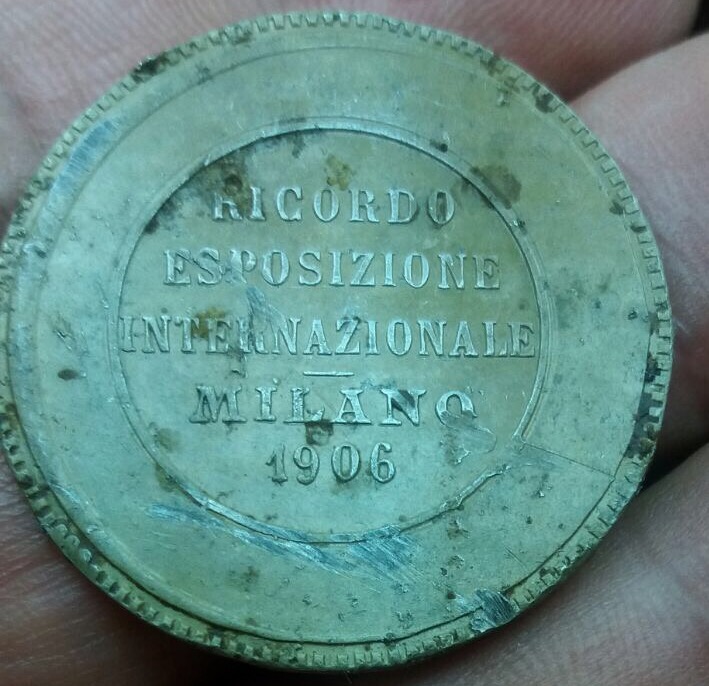 RICORDO
ESPOSIZIONE
INTERNAZIONALE
MILANO
1906